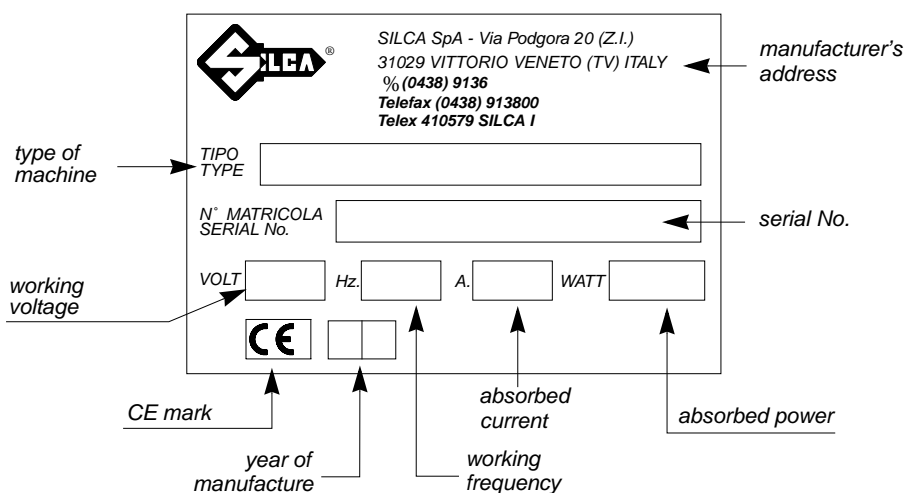 SILCA
®
SILCA SpA - Via Podgora 20 (Z.I.)
31029 VITTORIO VENETO (TV) ITALY
% (0438) 9136
Telefax (0438) 913800
Telex 410579 SILCA I
manufacturer's
address
type of
machine
TIPO
TYPE
N° MATRICOLA
SERIAL No.
serial No.
working
voltage
VOLT
Hz.
A.
WATT
CE
CE mark
year of
manufacture
working
frequency
absorbed
current
absorbed power